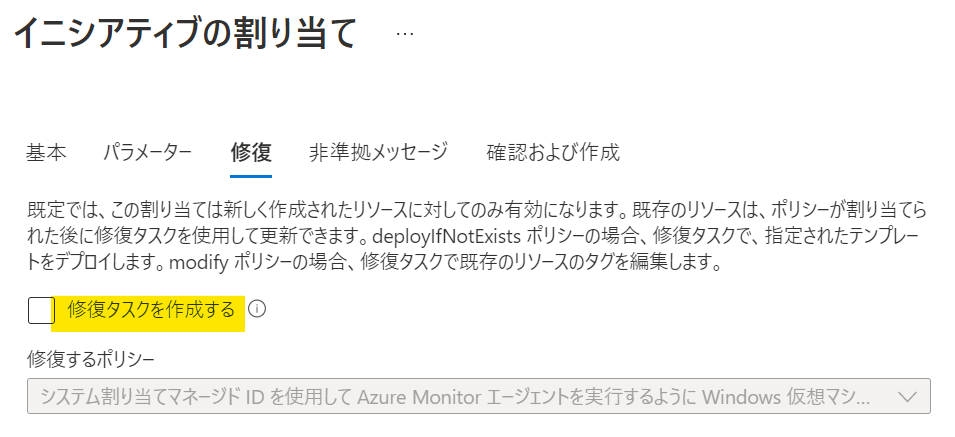 イニシアティブの割り当て …
基本 パラメーター 修復 非準拠メッセージ 確認および作成
既定では、この割り当ては新しく作成されたリソースに対してのみ有効になります。既存のリソースは、ポリシーが割り当てら
れた後に修復タスクを使用して更新できます。deployIfNotExists ポリシーの場合、修復タスクで、指定されたテンプレー
トをデプロイします。modify ポリシーの場合、修復タスクで既存のリソースのタグを編集します。
修復タスクを作成する
修復するポリシー
システム割り当てマネージド ID を使用して Azure Monitor エージェントを実行するように Windows 仮想マシ...